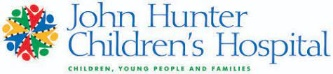 John Hunter
Children's Hospital
CHILDREN, YOUNG PEOPLE AND FAMILIES